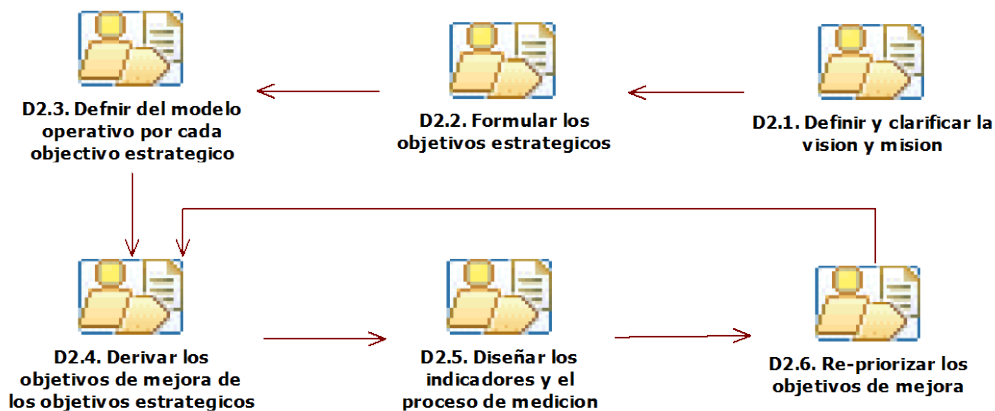 D2.3. Defnir del modelo
operativo por cada
objectivo estrategico
D2.2. Formular los
objetivos estrategicos
D2.1. Definir y clarificar la
vision y mision
D2.4. Derivar los
objetivos de mejora de
los objetivos estrategicos
D2.5. Diseñar los
indicadores y el
proceso de medicion
D2.6. Re-priorizar los
objetivos de mejora